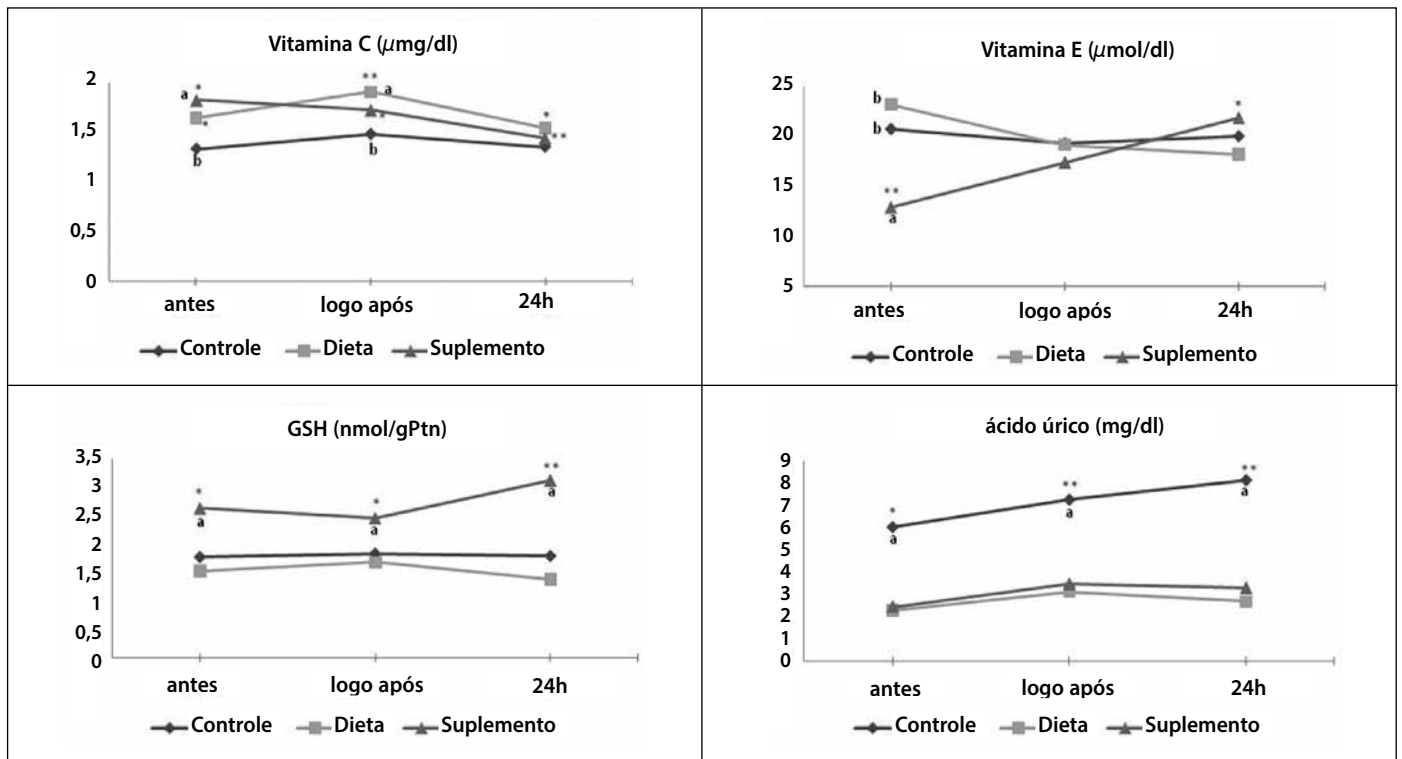 Vitamina C (μmg/dl)
2
1,5
1
0,5
0
a * * b ** a * b * **
antes logo após 24h
Controle Dieta Suplemento
Vitamina E (μmol/dl)
25
20
15
10
5
b b ** a *
antes logo após 24h
Controle Dieta Suplemento
GSH (nmol/gPtn)
3,5
3
2,5
2
1,5
1
0,5
0
* a * a ** a
antes logo após 24h
Controle Dieta Suplemento
ácido úrico (mg/dl)
9
8
7
6
5
4
3
2
1
0
* a ** a ** a
antes logo após 24h
Controle Dieta Suplemento